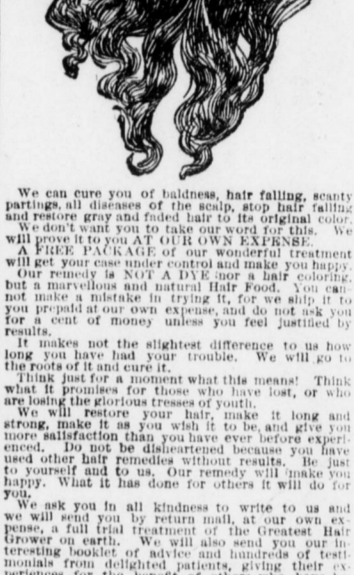 We can cure you of baldness, hair falling, scanty
partings, all diseases of the scalp, stop hair falling
and restore gray and faded hair to its original color.
We don't want you to take our word for this. We
will prove it to you AT OUR OWN EXPENSE.
A FREE PACKAGE of our wonderful treatment
will get your case under control and make you happy.
Our remedy is NOT A DYE nor a hair coloring,
but a marvellous and natural Hair Food. You can-
not make a mistake in trying it, for we ship it to
you prepaid at our own expense, and do not ask you
for a cent of money unless you feel justified by
results.
It makes not the slightest difference to us how
long you have had your trouble. We will go to
the roots of it and cure it.
Think just for a moment what this means! Think
what it promises for those who have lost, or who
are losing the glorious tresses of youth.
We will restore your hair, make it long and
strong, make it as you wish it to be, and give you
more satisfaction than you have ever before experi-
enced. Do not be disheartened because you have
used other hair remedies without results. Be just
to yourself and to us. Our remedy will make you
happy. What it has done for others it will do for
you.
We ask you in all kindness to write to us and
we will send you by return mail, at our own ex-
pense, a full trial treatment of the Greatest Hair
Grower on earth. We will also send you our in-
teresting booklet of advice and hundreds of testi-
monials from delighted patients, giving their ex-